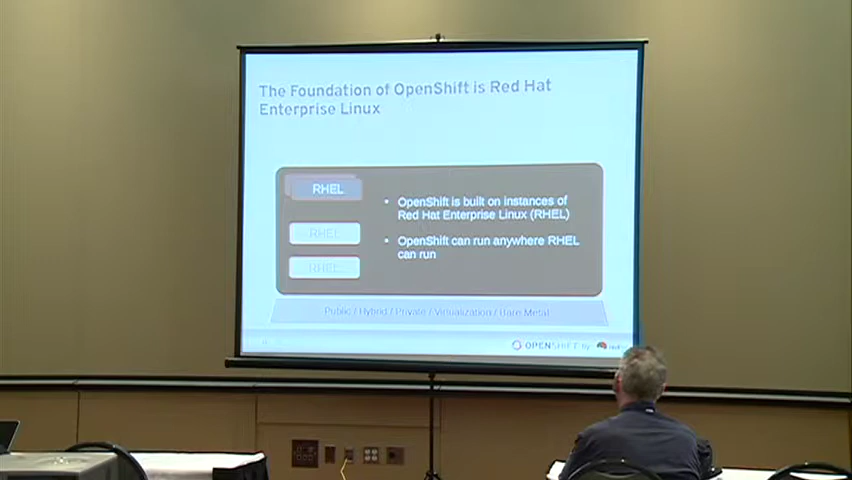 The Foundation of OpenShift is Red Hat
Enterprise Linux
RHEL
• OpenShift is built on instances of
Red Hat Enterprise Linux (RHEL)
RHEL
• OpenShift can run anywhere RHEL
can run
RHEL
Public / Hybrid / Private / Virtualization / Bare Metal
OPENSHIFT by